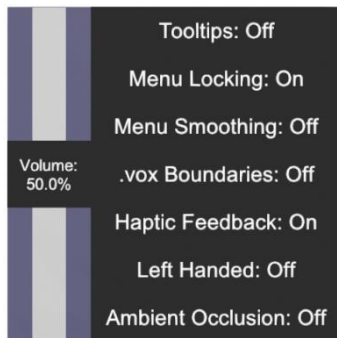 Tooltips: Off
Menu Locking: On
Menu Smoothing: Off
Volume:
50.0%
.vox Boundaries: Off
Haptic Feedback: On
Left Handed: Off
Ambient Occlusion: Off